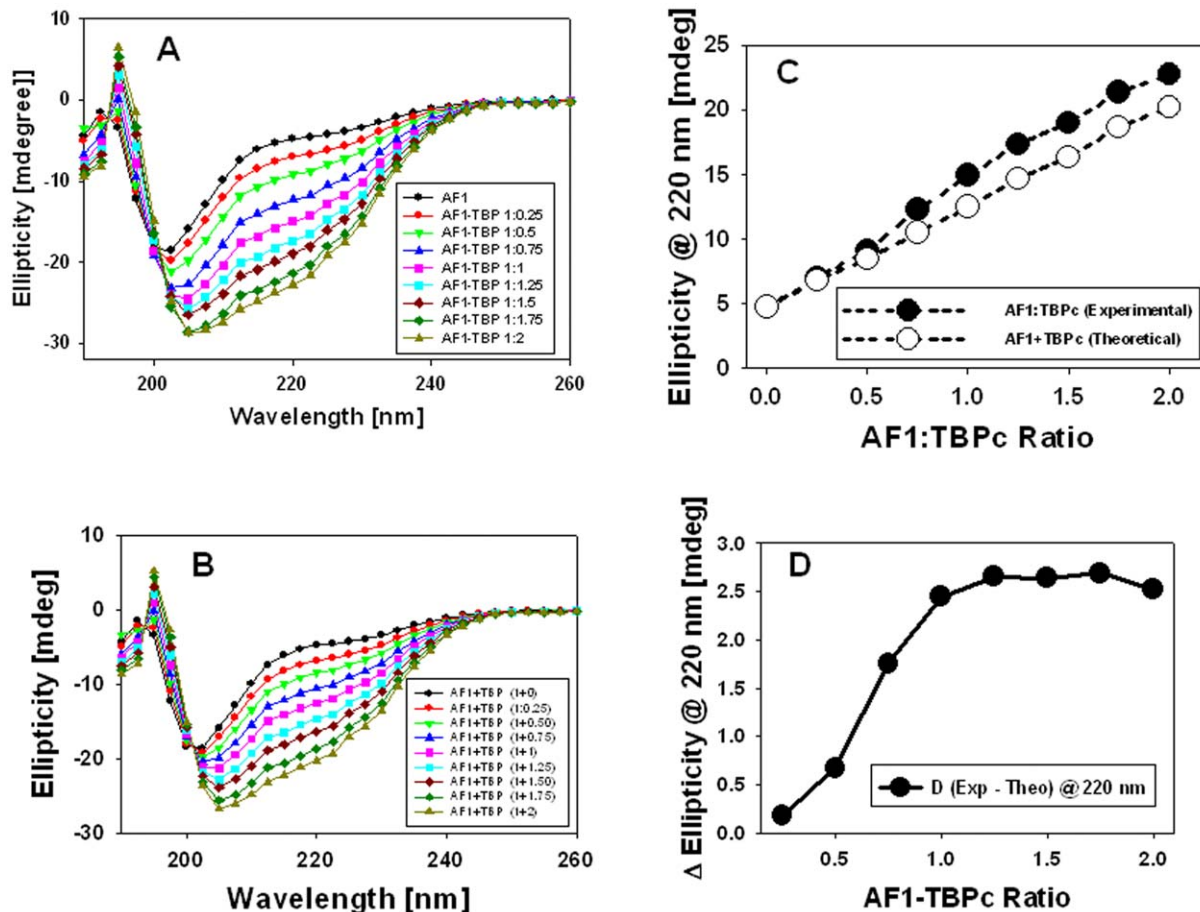 A
10
0
-10
-20
-30
Ellipticity [mdegree]]
AF1
AF1-TBP 1:0.25
AF1-TBP 1:0.5
AF1-TBP 1:0.75
AF1-TBP 1:1
AF1-TBP 1:1.25
AF1-TBP 1:1.5
AF1-TBP 1:1.75
AF1-TBP 1:2
200 220 240 260
Wavelength [nm]
C
25
20
15
10
5
0
Ellipticity @ 220 nm [mdeg]
AF1:TBPc (Experimental)
AF1+TBPc (Theoretical)
0.0 0.5 1.0 1.5 2.0
AF1:TBPc Ratio
B
10
0
-10
-20
-30
Ellipticity [mdeg]
AF1+TBP (1+0)
AF1+TBP (1:0.25)
AF1+TBP (1+0.50)
AF1+TBP (1+0.75)
AF1+TBP (1+1)
AF1+TBP (1+1.25)
AF1+TBP (1+1.50)
AF1+TBP (1+1.75)
AF1+TBP (1+2)
200 220 240 260
Wavelength [nm]
D
3.0
2.5
2.0
1.5
1.0
0.5
0.0
Δ Ellipticity @ 220 nm [mdeg]
D (Exp - Theo) @ 220 nm
0.5 1.0 1.5 2.0
AF1-TBPc Ratio